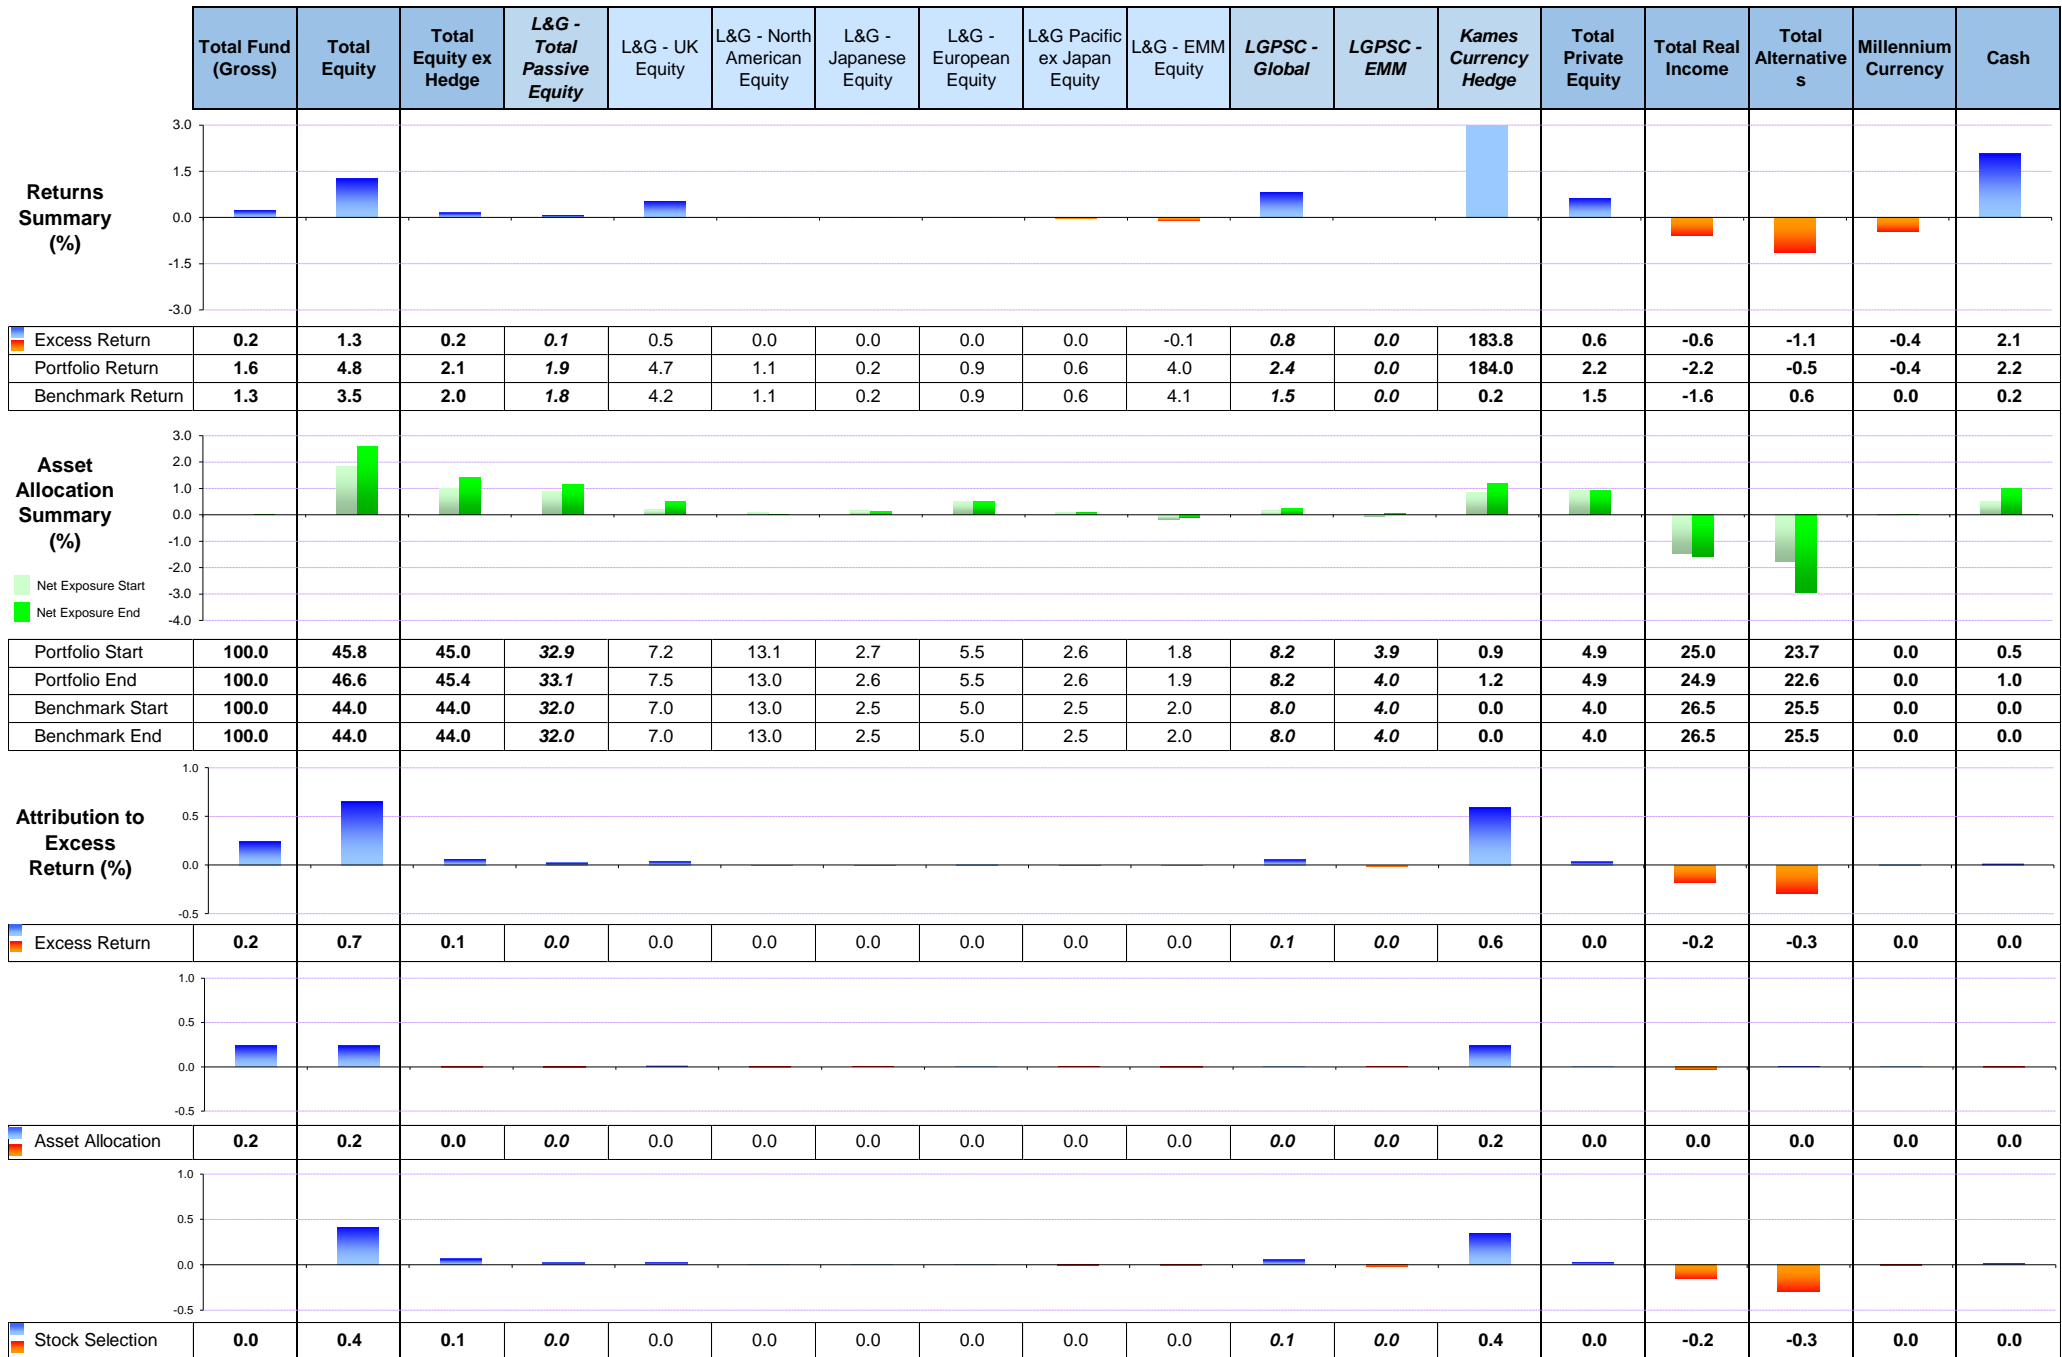 Total Fund (Gross) Total Equity Total Equity ex Hedge L&G - Total Passive Equity L&G - UK Equity L&G - North American Equity L&G - Japanese Equity L&G - European Equity L&G Pacific ex Japan Equity L&G - EMM Equity LGPSC - Global LGPSC - EMM Kames Currency Hedge Total Private Equity Total Real Income Total Alternatives Millennium Currency Cash
Returns Summary (%)
3.0
1.5
0.0
-1.5
-3.0
Excess Return 0.2 1.3 0.2 0.1 0.5 0.0 0.0 0.0 0.0 -0.1 0.8 0.0 183.8 0.6 -0.6 -1.1 -0.4 2.1
Portfolio Return 1.6 4.8 2.1 1.9 4.7 1.1 0.2 0.9 0.6 4.0 2.4 0.0 184.0 2.2 -2.2 -0.5 -0.4 2.2
Benchmark Return 1.3 3.5 2.0 1.8 4.2 1.1 0.2 0.9 0.6 4.1 1.5 0.0 0.2 1.5 -1.6 0.6 0.0 0.2
Asset Allocation Summary (%)
Net Exposure Start
Net Exposure End
3.0
2.0
1.0
0.0
-1.0
-2.0
-3.0
-4.0
Portfolio Start 100.0 45.8 45.0 32.9 7.2 13.1 2.7 5.5 2.6 1.8 8.2 3.9 0.9 4.9 25.0 23.7 0.0 0.5
Portfolio End 100.0 46.6 45.4 33.1 7.5 13.0 2.6 5.5 2.6 1.9 8.2 4.0 1.2 4.9 24.9 22.6 0.0 1.0
Benchmark Start 100.0 44.0 44.0 32.0 7.0 13.0 2.5 5.0 2.5 2.0 8.0 4.0 0.0 4.0 26.5 25.5 0.0 0.0
Benchmark End 100.0 44.0 44.0 32.0 7.0 13.0 2.5 5.0 2.5 2.0 8.0 4.0 0.0 4.0 26.5 25.5 0.0 0.0
Attribution to Excess Return (%)
1.0
0.5
0.0
-0.5
Excess Return 0.2 0.7 0.1 0.0 0.0 0.0 0.0 0.0 0.0 0.0 0.1 0.0 0.6 0.0 -0.2 -0.3 0.0 0.0
1.0
0.5
0.0
-0.5
Asset Allocation 0.2 0.2 0.0 0.0 0.0 0.0 0.0 0.0 0.0 0.0 0.0 0.0 0.2 0.0 0.0 0.0 0.0 0.0
1.0
0.5
0.0
-0.5
Stock Selection 0.0 0.4 0.1 0.0 0.0 0.0 0.0 0.0 0.0 0.0 0.1 0.0 0.4 0.0 -0.2 -0.3 0.0 0.0